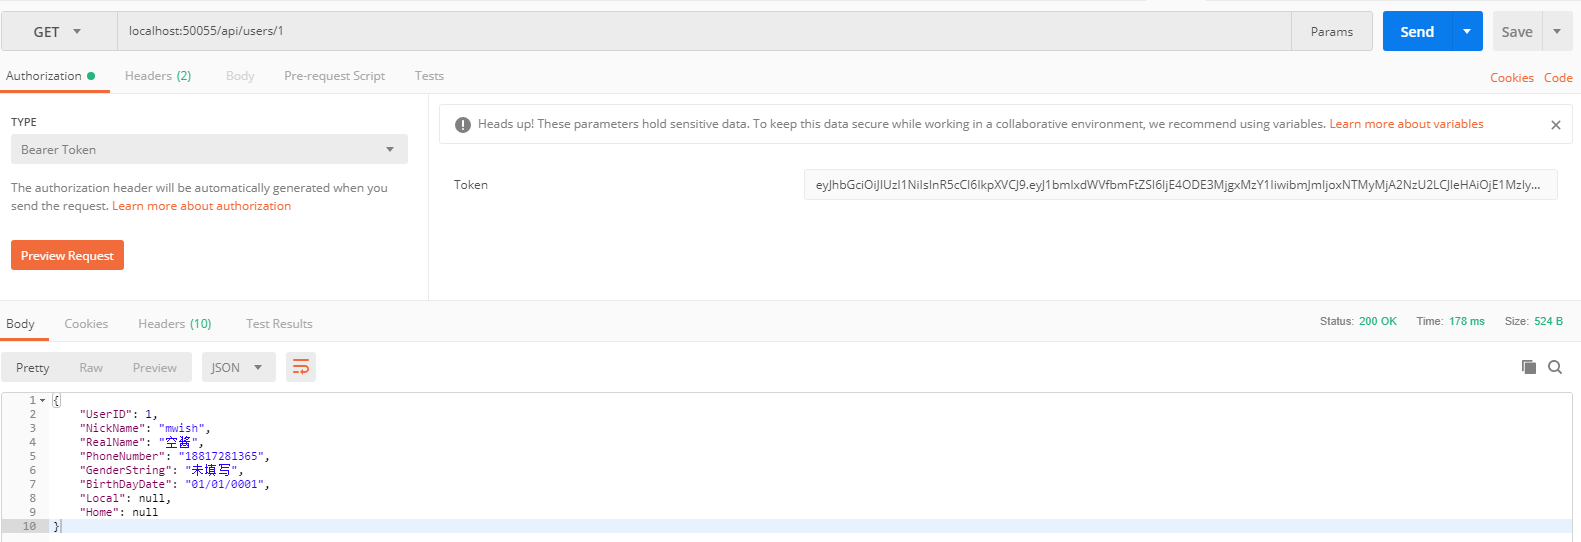 GET localhost:50055/api/users/1 Params Send Save
Authorization Headers (2) Body Pre-request Script Tests Cookies Code
TYPE
Bearer Token
The authorization header will be automatically generated when you
send the request. Learn more about authorization
Preview Request
Heads up! These parameters hold sensitive data. To keep this data secure while working in a collaborative environment, we recommend using variables. Learn more about variables
Token
Body Cookies Headers (10) Test Results Status: 200 OK Time: 178 ms Size: 524 B
Pretty Raw Preview JSON
1 {
2 "UserID": 1,
3 "NickName": "mwish",
4 "RealName": "空酱",
5 "PhoneNumber": "18817281365",
6 "GenderString": "未填写",
7 "BirthDayDate": "01/01/0001",
8 "Local": null,
9 "Home": null
10 }